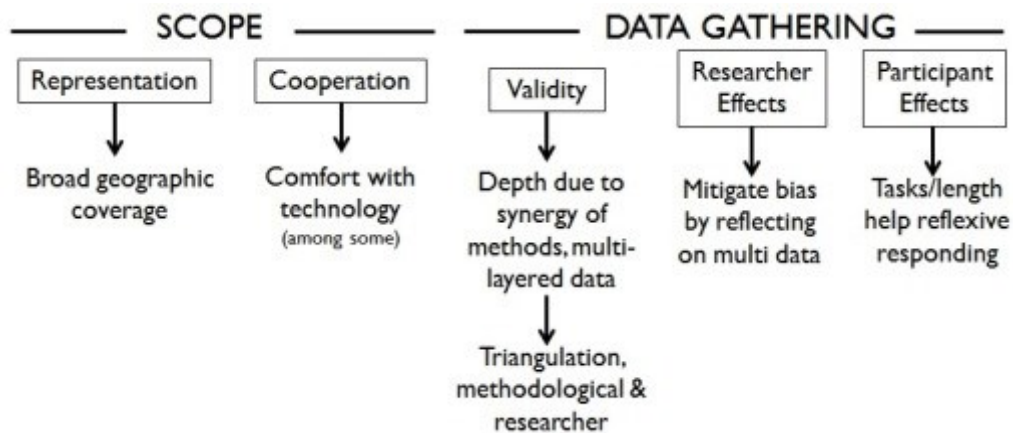 SCOPE
DATA GATHERING
Representation
Broad geographic
coverage
Cooperation
Comfort with
technology
(among some)
Validity
Depth due to
synergy of
methods, multi-
layered data
Triangulation,
methodological &
researcher
Researcher
Effects
Mitigate bias
by reflecting
on multi data
Participant
Effects
Tasks/length
help reflexive
responding